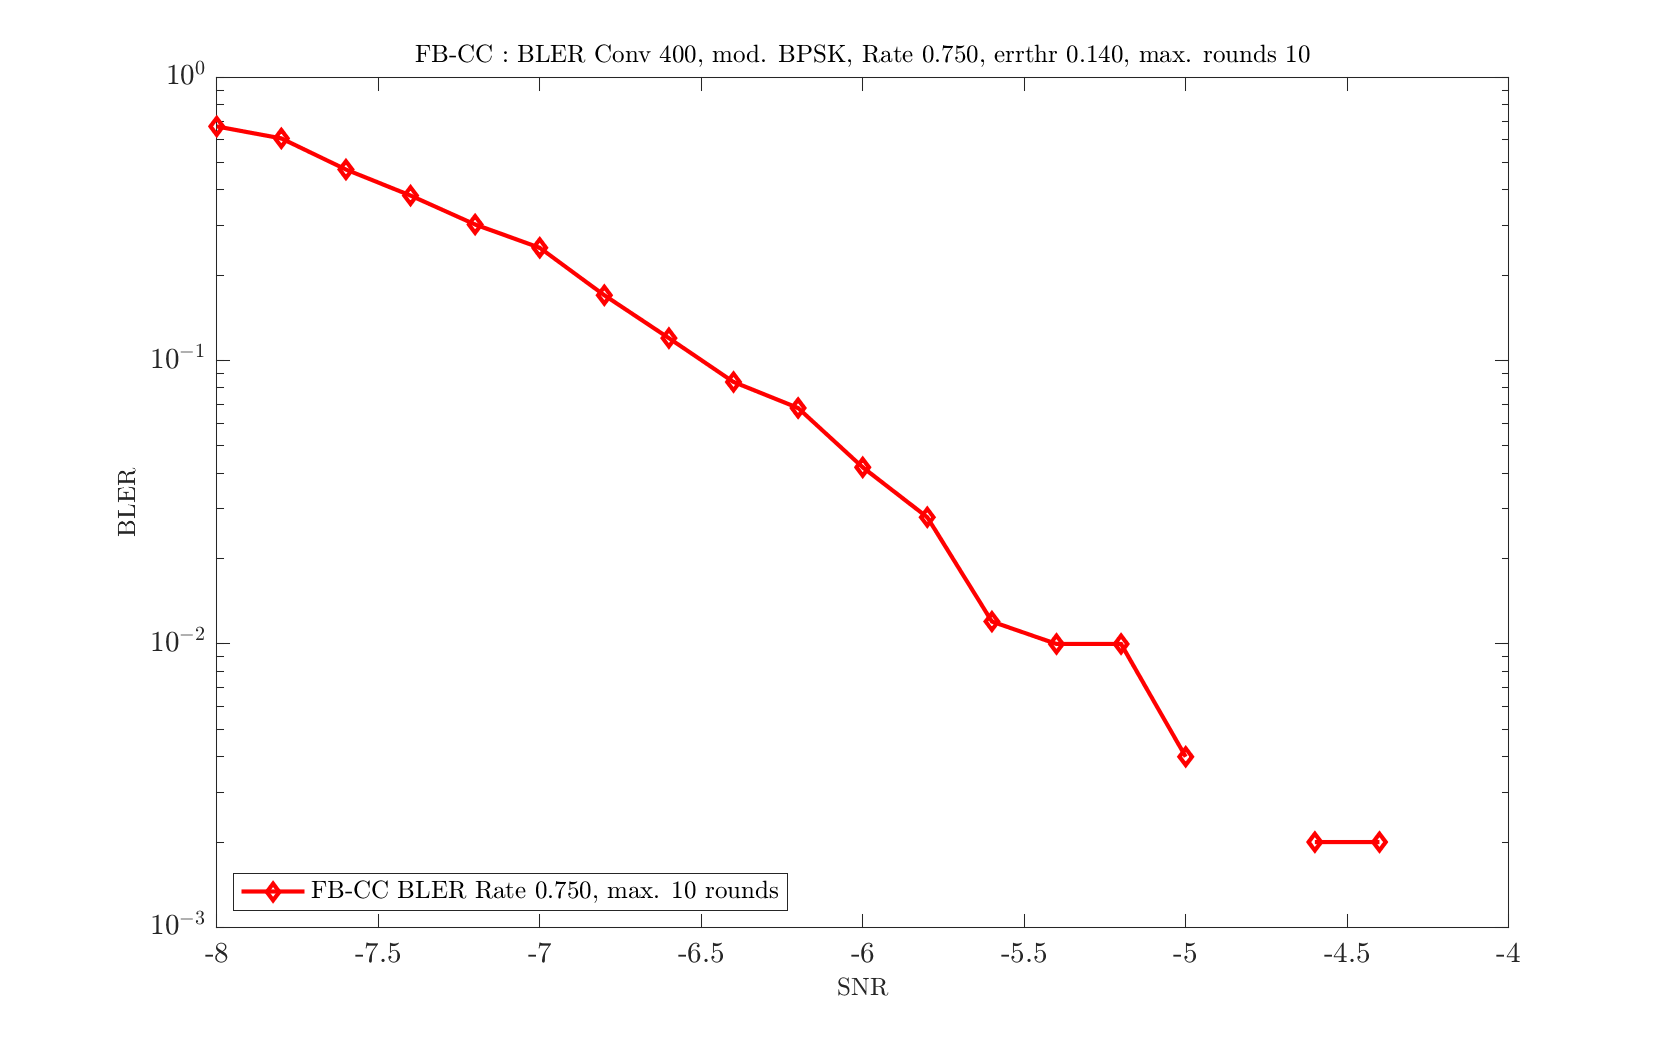 FB-CC : BLER Conv 400, mod. BPSK, Rate 0.750, errthr 0.140, max. rounds 10
10⁰
10⁻¹
10⁻²
10⁻³
BLER
FB-CC BLER Rate 0.750, max. 10 rounds
-8 -7.5 -7 -6.5 -6 -5.5 -5 -4.5 -4
SNR